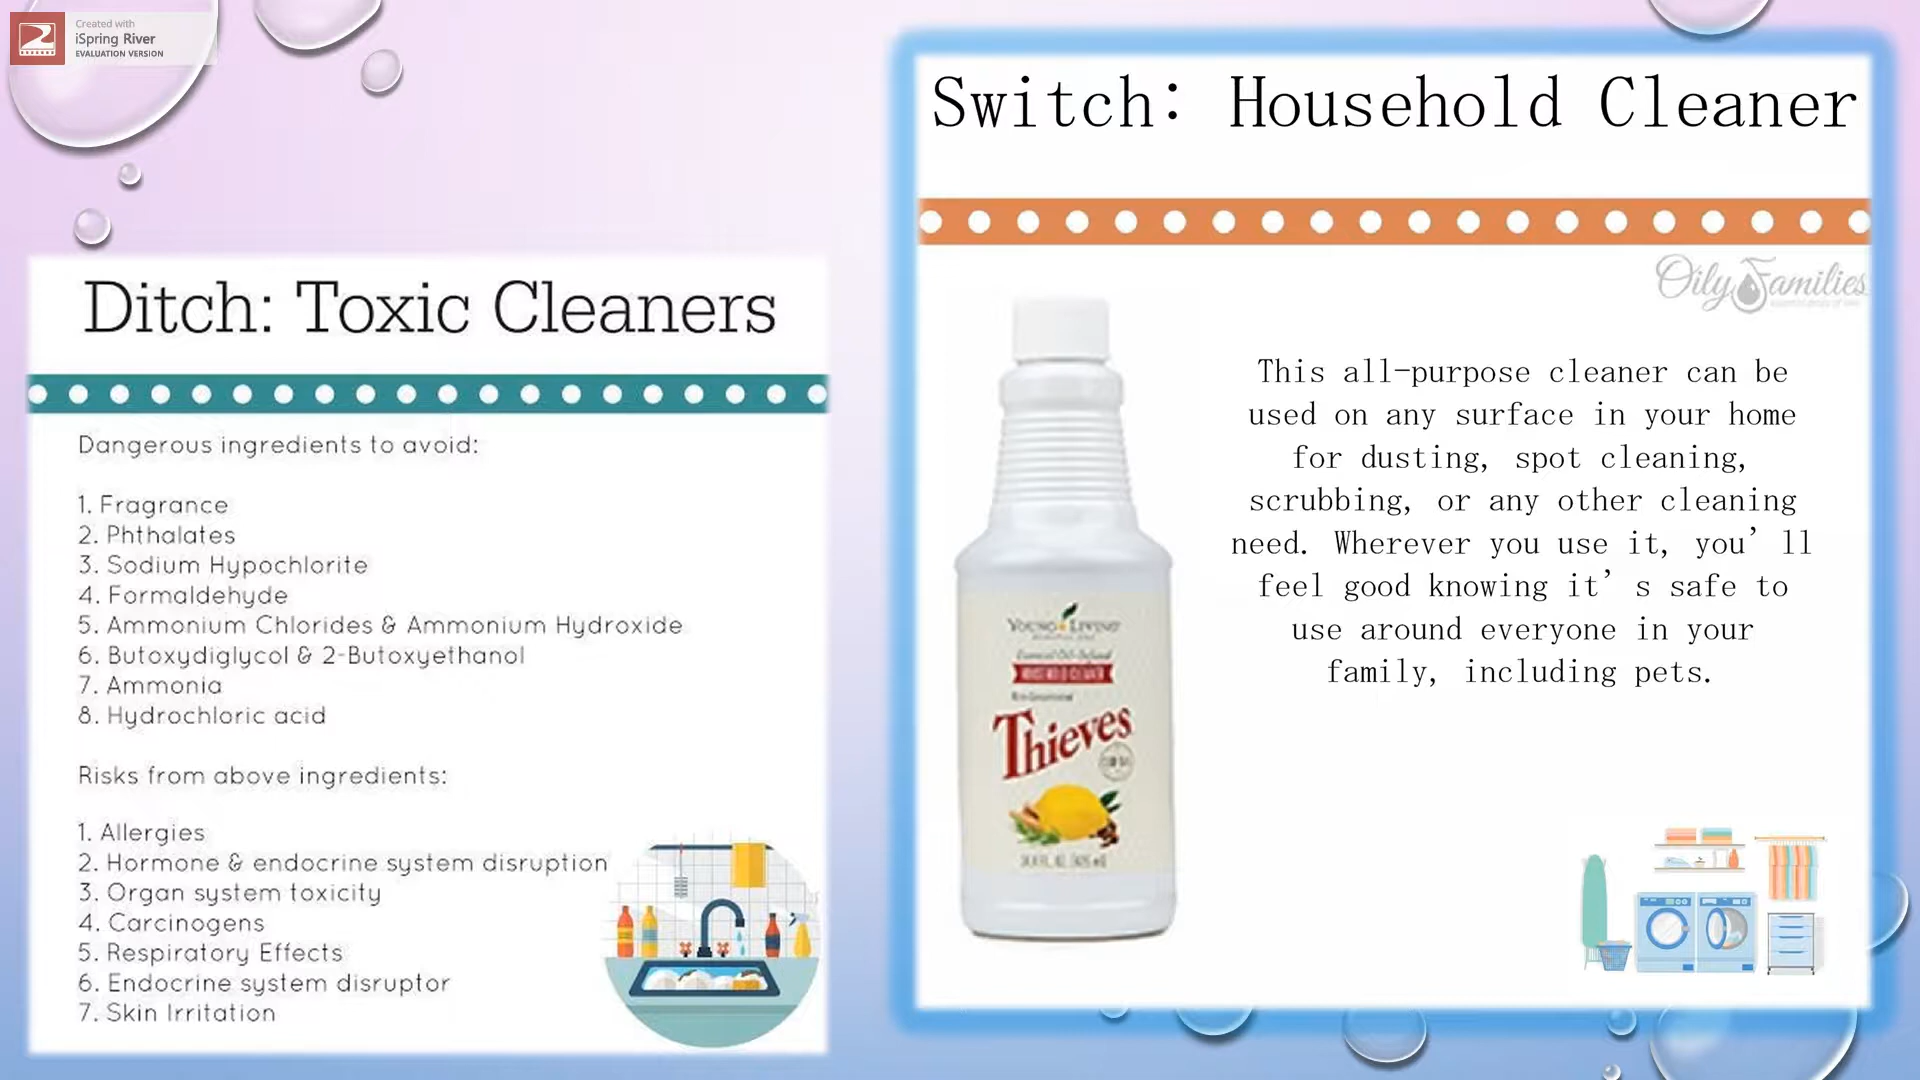 Created with
iSpring River
EVALUATION VERSION
Ditch: Toxic Cleaners
Dangerous ingredients to avoid:
1. Fragrance
2. Phthalates
3. Sodium Hypochlorite
4. Formaldehyde
5. Ammonium Chlorides & Ammonium Hydroxide
6. Butoxydiglycol & 2-Butoxyethanol
7. Ammonia
8. Hydrochloric acid
Risks from above ingredients:
1. Allergies
2. Hormone & endocrine system disruption
3. Organ system toxicity
4. Carcinogens
5. Respiratory Effects
6. Endocrine system disruptor
7. Skin Irritation
Switch: Household Cleaner
Oily Families
This all-purpose cleaner can be
used on any surface in your home
for dusting, spot cleaning,
scrubbing, or any other cleaning
need. Wherever you use it, you’ll
feel good knowing it’s safe to
use around everyone in your
family, including pets.
YOUNG LIVING
HOUSEHOLD CLEANER
Thieves